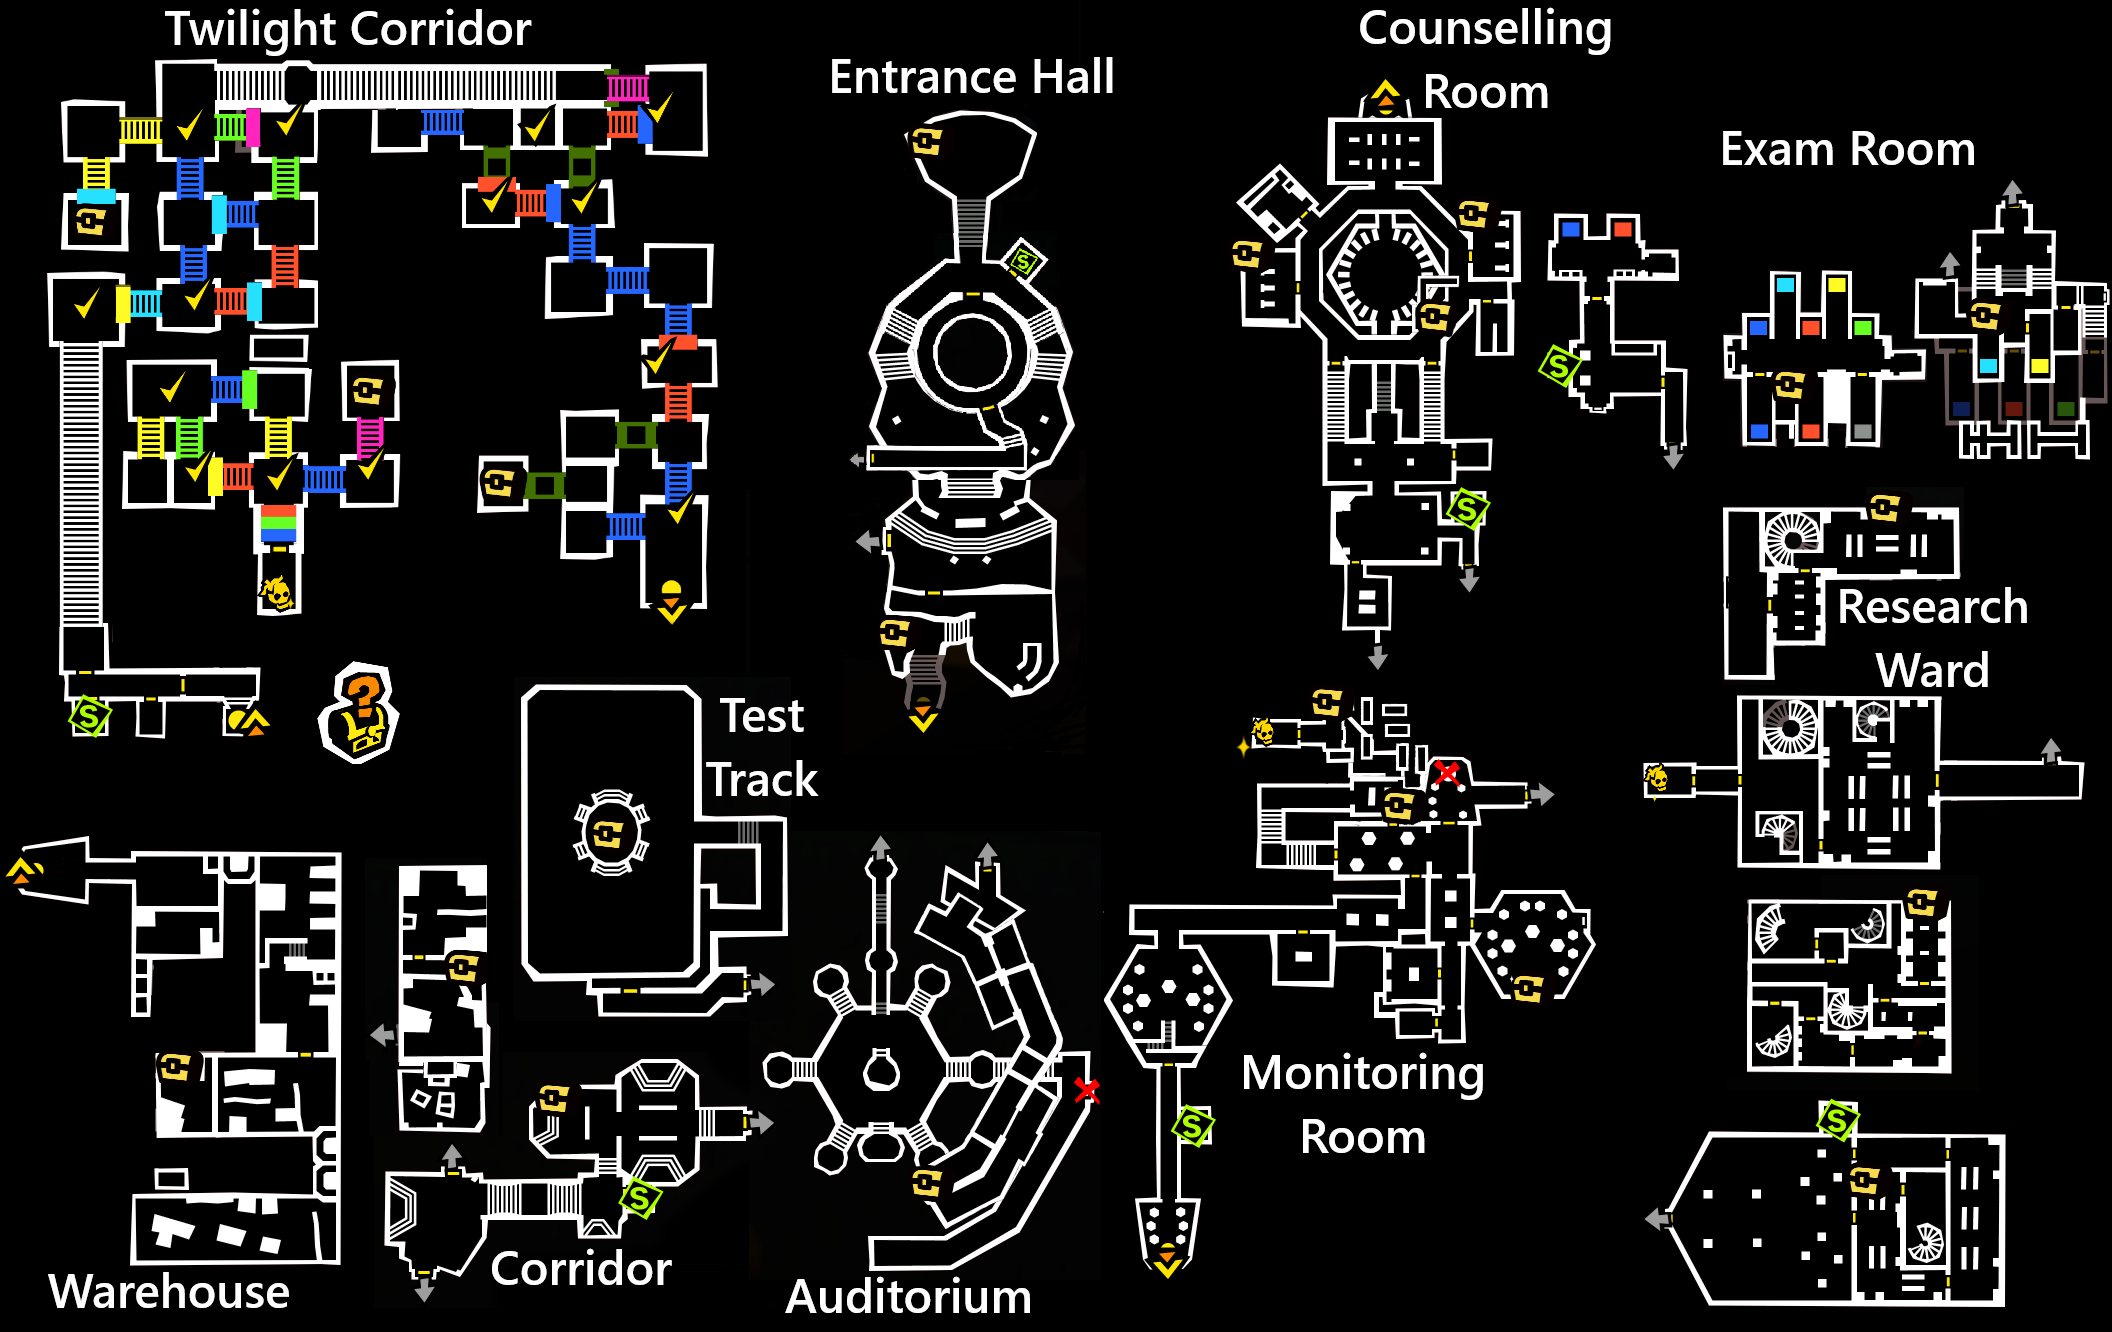 Twilight Corridor
Entrance Hall
Counselling
Room
Exam Room
S
S
S
Research
Ward
S
?
Test
Track
Monitoring
Room
S
S
S
Corridor
Warehouse
Auditorium